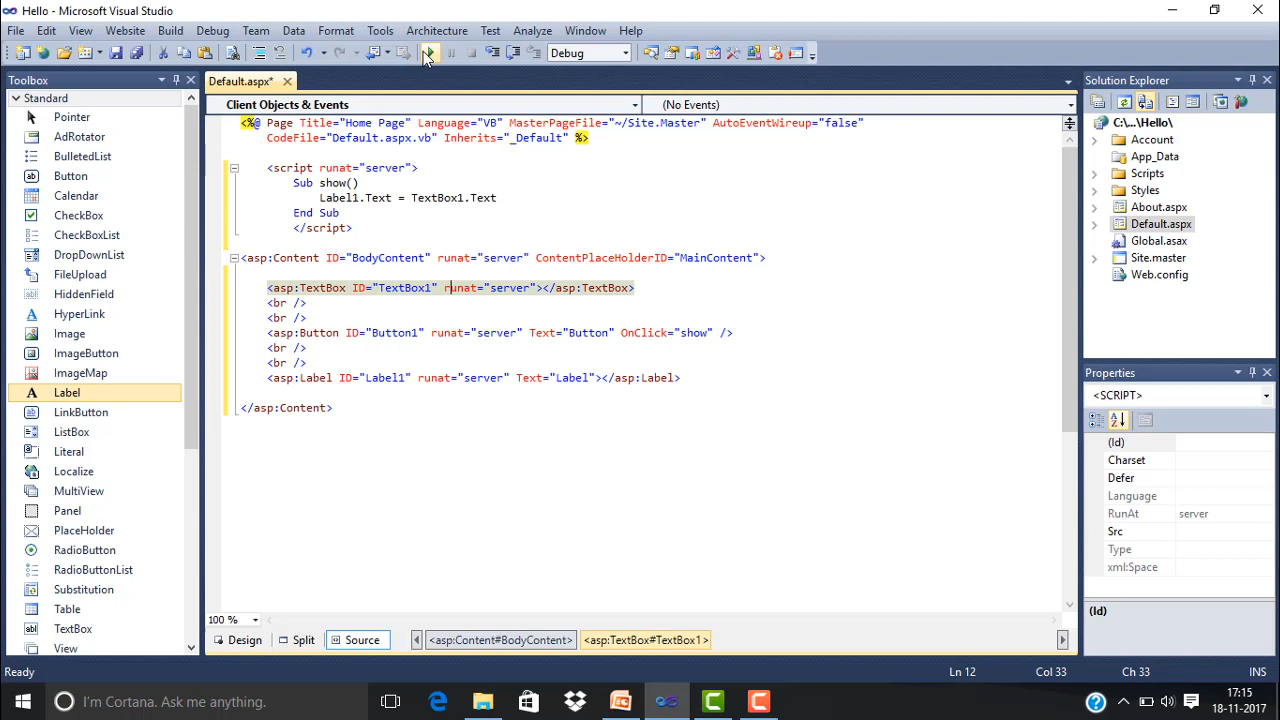 Hello - Microsoft Visual Studio
File Edit View Website Build Debug Team Data Format Tools Architecture Test Analyze Window Help
Debug
Toolbox
Standard
Pointer
AdRotator
BulletedList
Button
Calendar
CheckBox
CheckBoxList
DropDownList
FileUpload
HiddenField
HyperLink
Image
ImageButton
ImageMap
Label
LinkButton
ListBox
Literal
Localize
MultiView
Panel
PlaceHolder
RadioButton
RadioButtonList
Substitution
Table
TextBox
View
Default.aspx*
Client Objects & Events (No Events)
<%@ Page Title="Home Page" Language="VB" MasterPageFile="~/Site.Master" AutoEventWireup="false"
CodeFile="Default.aspx.vb" Inherits="_Default" %>
<script runat="server">
Sub show()
Label1.Text = TextBox1.Text
End Sub
</script>
<asp:Content ID="BodyContent" runat="server" ContentPlaceHolderID="MainContent">
<asp:TextBox ID="TextBox1" runat="server"></asp:TextBox>
<br />
<br />
<asp:Button ID="Button1" runat="server" Text="Button" OnClick="show" />
<br />
<br />
<asp:Label ID="Label1" runat="server" Text="Label"></asp:Label>
</asp:Content>
100 %
Design Split Source <asp:Content#BodyContent> <asp:TextBox#TextBox1>
Solution Explorer
C:\...\Hello\
Account
App_Data
Scripts
Styles
About.aspx
Default.aspx
Global.asax
Site.master
Web.config
Properties
<SCRIPT>
(Id)
Charset
Defer
Language
RunAt server
Src
Type
xml:Space
(Id)
Ready Ln 12 Col 33 Ch 33 INS
I'm Cortana. Ask me anything.
17:15
18-11-2017